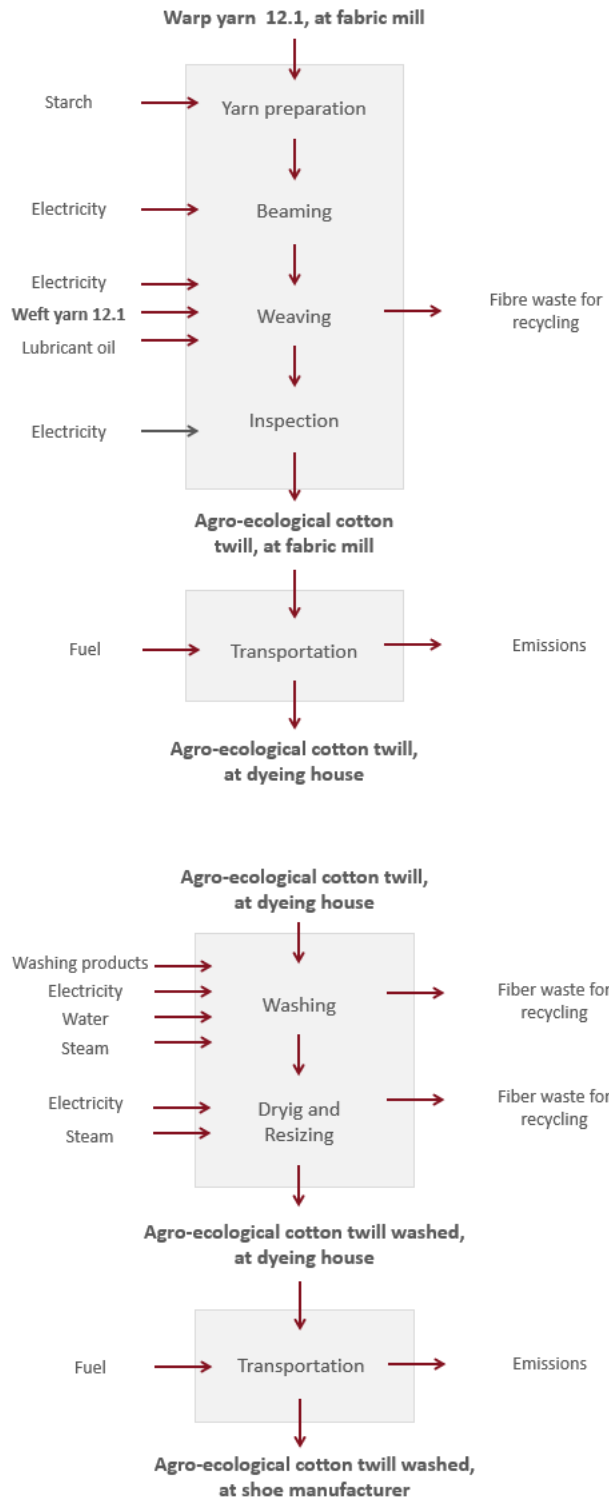 Warp yarn  12.1, at fabric mill
Starch
Yarn preparation
Electricity
Beaming
Electricity
Weft yarn 12.1
Lubricant oil
Weaving
Fibre waste for
recycling
Electricity
Inspection
Agro-ecological cotton
twill, at fabric mill
Fuel
Transportation
Emissions
Agro-ecological cotton twill,
at dyeing house
Agro-ecological cotton twill,
at dyeing house
Washing products
Electricity
Water
Steam
Washing
Fiber waste for
recycling
Electricity
Steam
Dryig and
Resizing
Fiber waste for
recycling
Agro-ecological cotton twill washed,
at dyeing house
Fuel
Transportation
Emissions
Agro-ecological cotton twill washed,
at shoe manufacturer